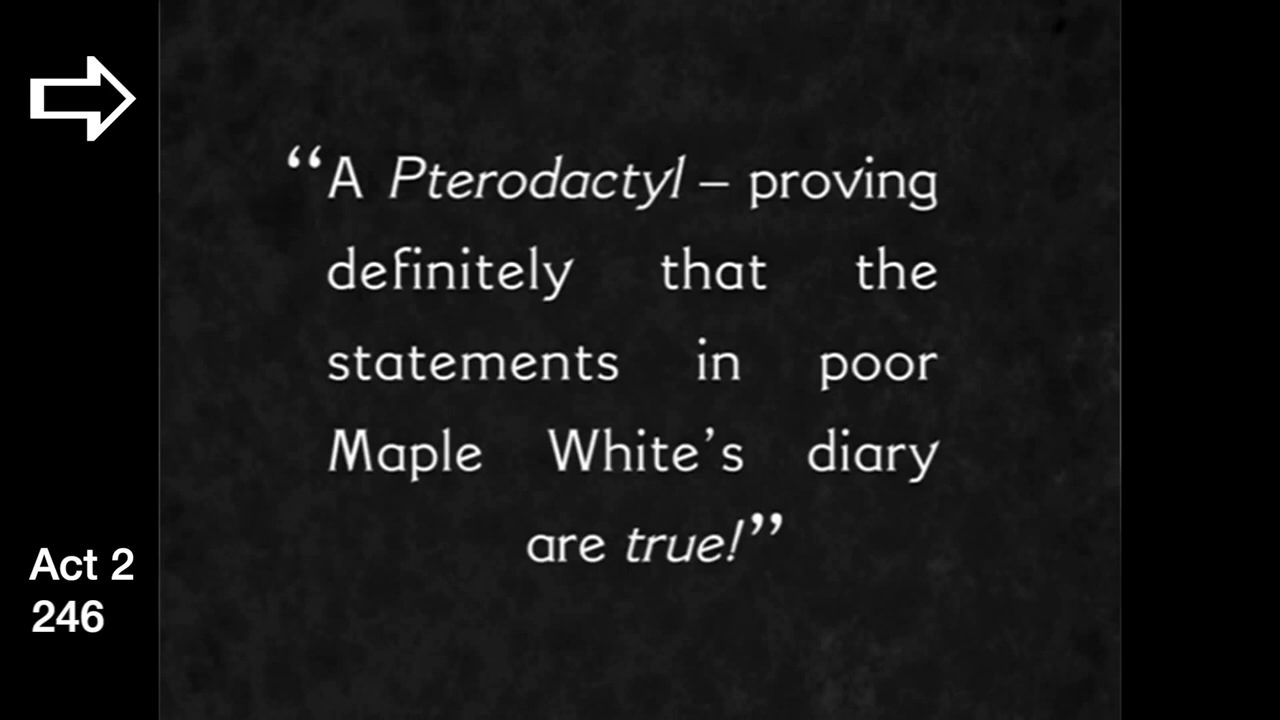 “A Pterodactyl – proving
definitely that the
statements in poor
Maple White’s diary
are true!”
Act 2
246